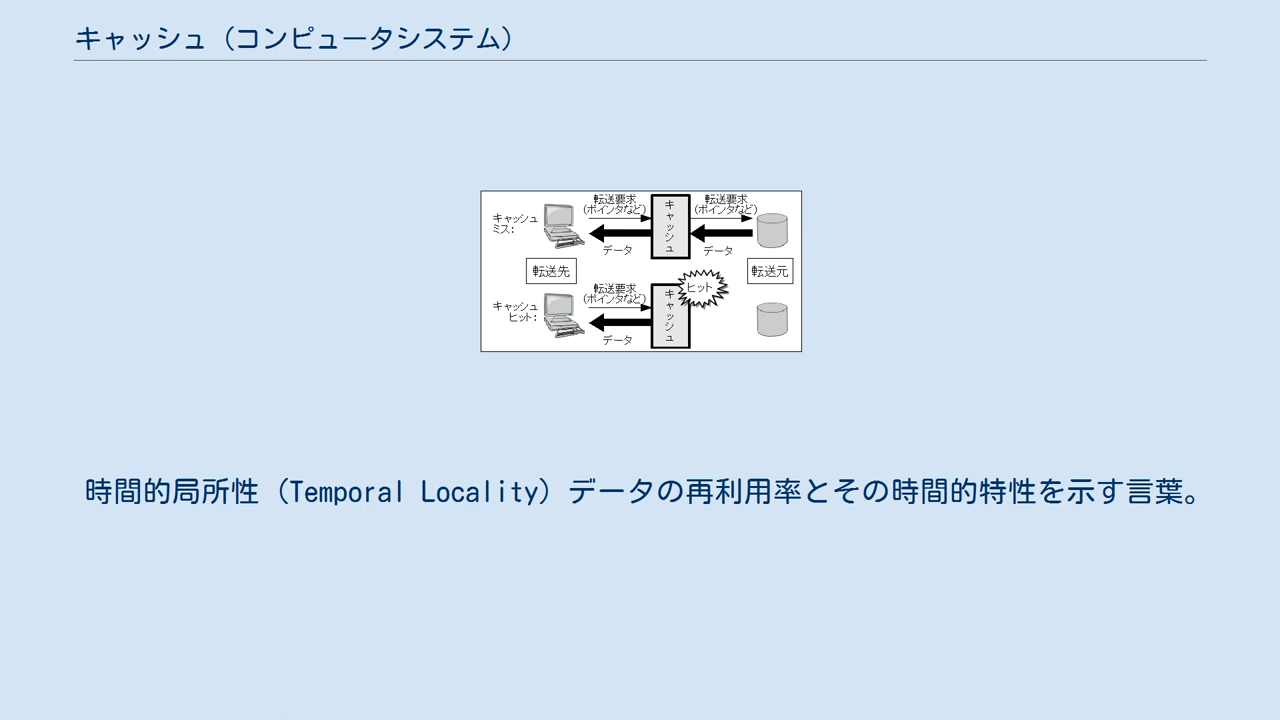 キャッシュ（コンピュータシステム）
キャッシュ
ミス：
転送要求
(ポインタなど)
キャッシュ
転送要求
(ポインタなど)
データ
データ
転送先
転送元
キャッシュ
ヒット：
転送要求
(ポインタなど)
キャッシュ
ヒット
データ
時間的局所性（Temporal Locality）データの再利用率とその時間的特性を示す言葉。